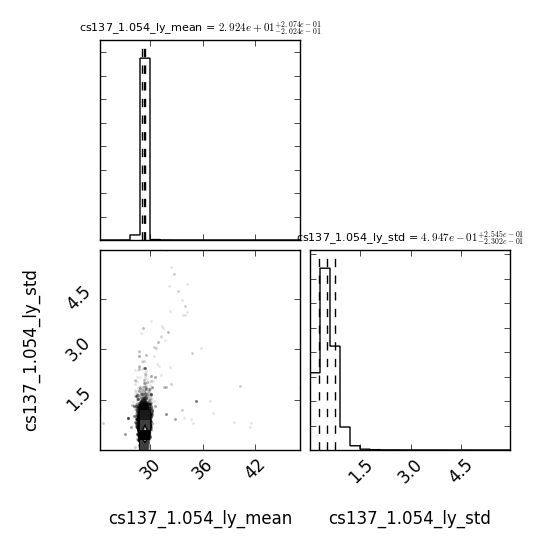 cs137_1.054_ly_mean = 2.924e+01+2.074e−01−2.024e−01
cs137_1.054_ly_std = 4.947e−01+2.545e−01−2.302e−01
cs137_1.054_ly_std
4.5
3.0
1.5
30
36
42
1.5
3.0
4.5
cs137_1.054_ly_mean
cs137_1.054_ly_std